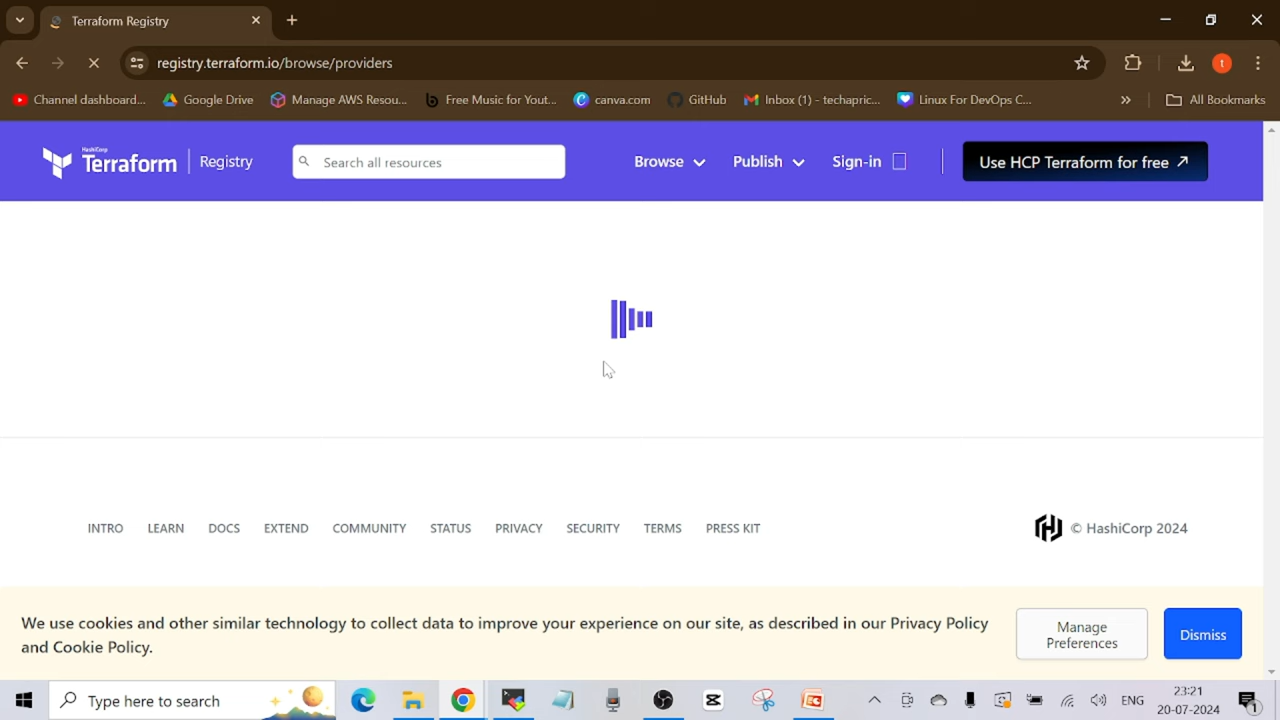 Terraform Registry
registry.terraform.io/browse/providers
Channel dashboard...
Google Drive
Manage AWS Resou...
Free Music for Yout...
canva.com
GitHub
Inbox (1) - techapric...
Linux For DevOps C...
All Bookmarks
HashiCorp
Terraform
Registry
Search all resources
Browse
Publish
Sign-in
Use HCP Terraform for free
INTRO
LEARN
DOCS
EXTEND
COMMUNITY
STATUS
PRIVACY
SECURITY
TERMS
PRESS KIT
© HashiCorp 2024
We use cookies and other similar technology to collect data to improve your experience on our site, as described in our Privacy Policy
and Cookie Policy.
Manage
Preferences
Dismiss
Type here to search
ENG
23:21
20-07-2024